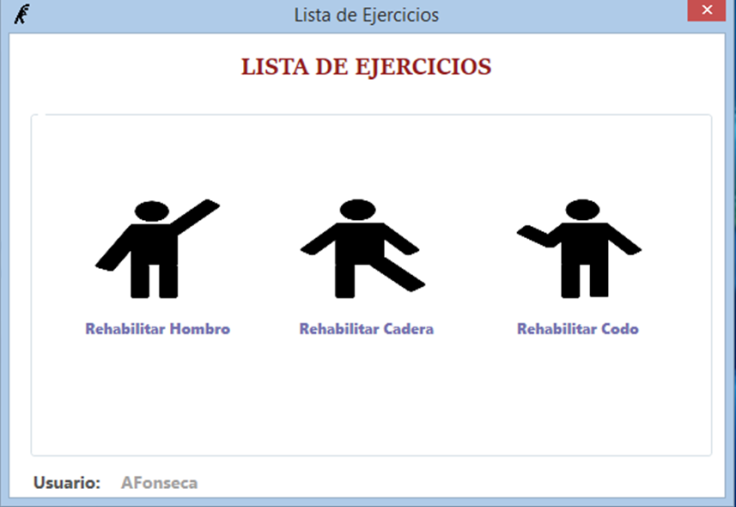 Lista de Ejercicios
LISTA DE EJERCICIOS
Rehabilitar Hombro
Rehabilitar Cadera
Rehabilitar Codo
Usuario: AFonseca